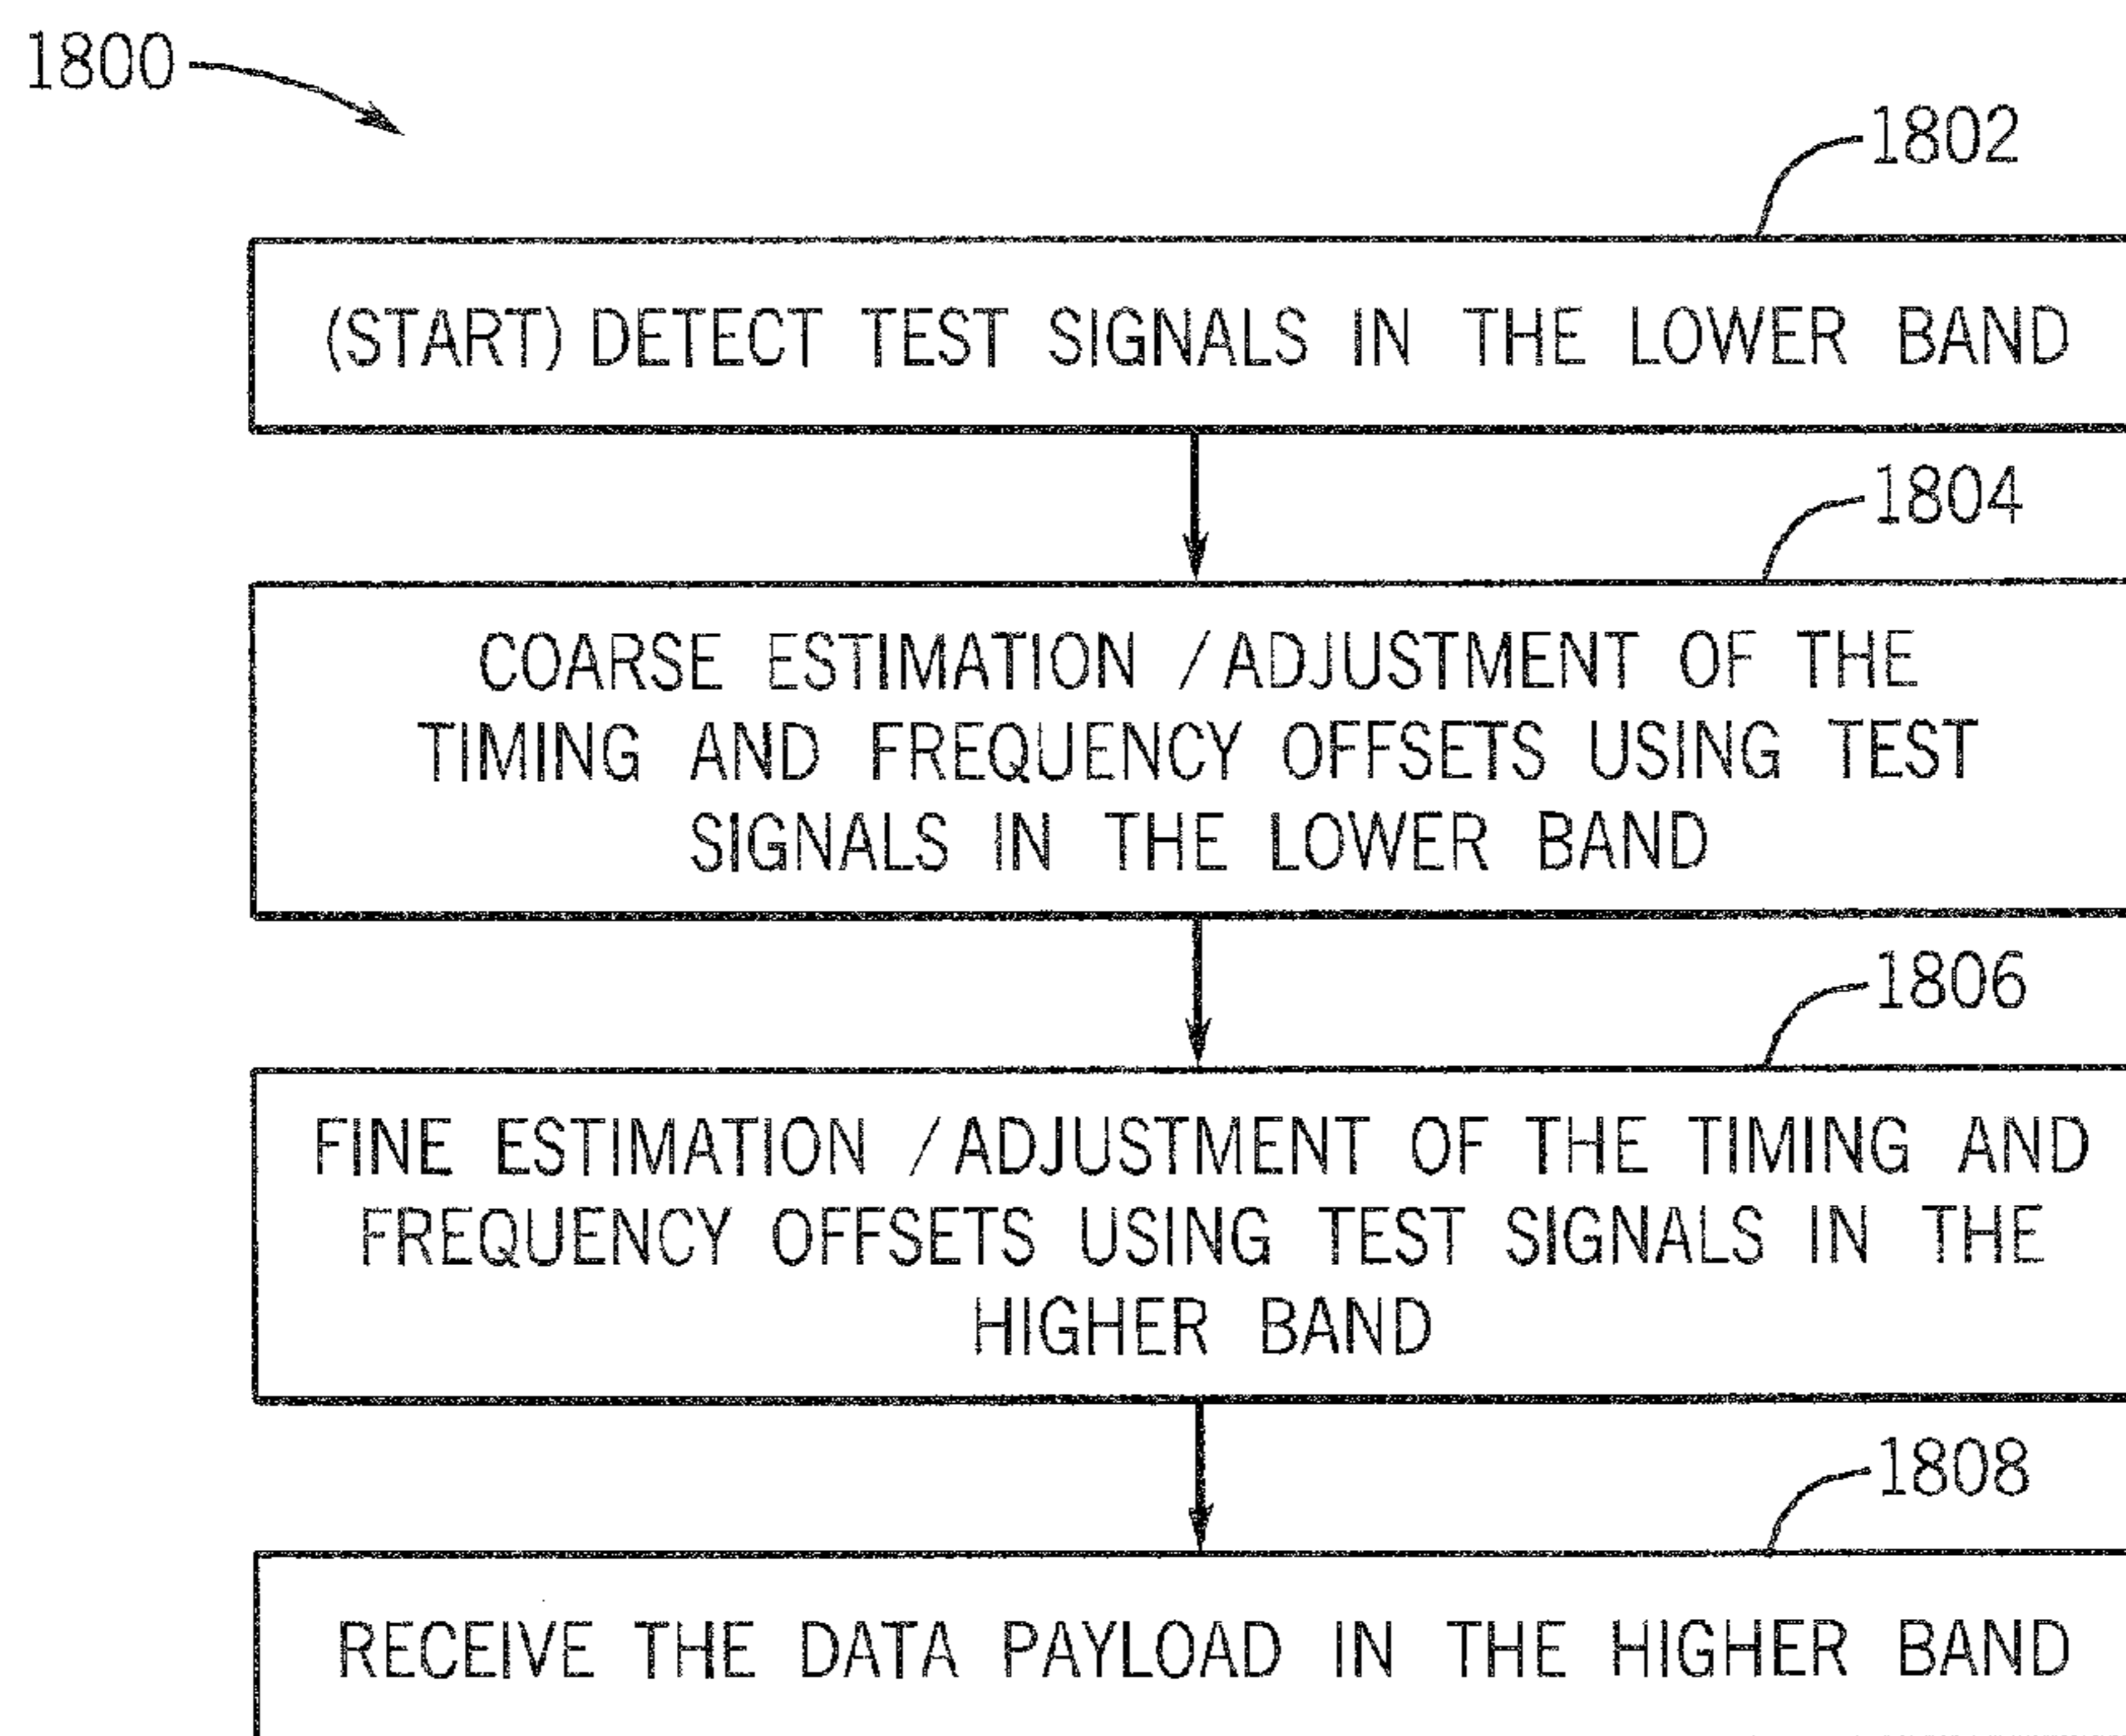 1800
1802
(START) DETECT TEST SIGNALS IN THE LOWER BAND
1804
COARSE ESTIMATION /ADJUSTMENT OF THE
TIMING AND FREQUENCY OFFSETS USING TEST
SIGNALS IN THE LOWER BAND
1806
FINE ESTIMATION /ADJUSTMENT OF THE TIMING AND
FREQUENCY OFFSETS USING TEST SIGNALS IN THE
HIGHER BAND
1808
RECEIVE THE DATA PAYLOAD IN THE HIGHER BAND